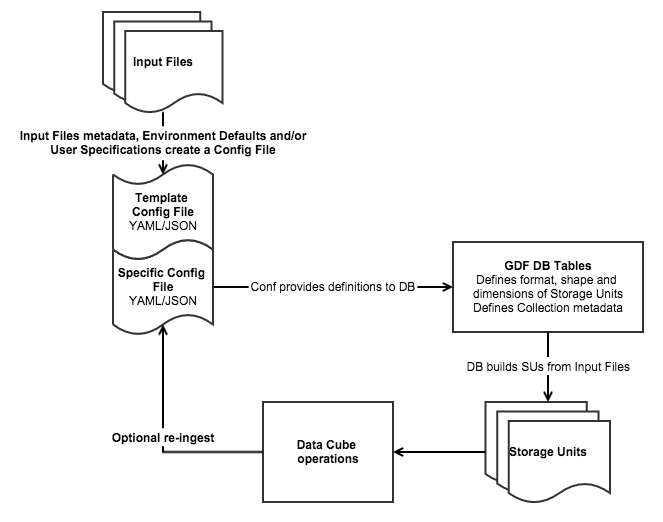 Input Files
Input Files metadata, Environment Defaults and/or
User Specifications create a Config File
Template
Config File
YAML/JSON
Specific Config
File
YAML/JSON
Conf provides definitions to DB
GDF DB Tables
Defines format, shape and
dimensions of Storage Units
Defines Collection metadata
DB builds SUs from Input Files
Storage Units
Data Cube
operations
Optional re-ingest